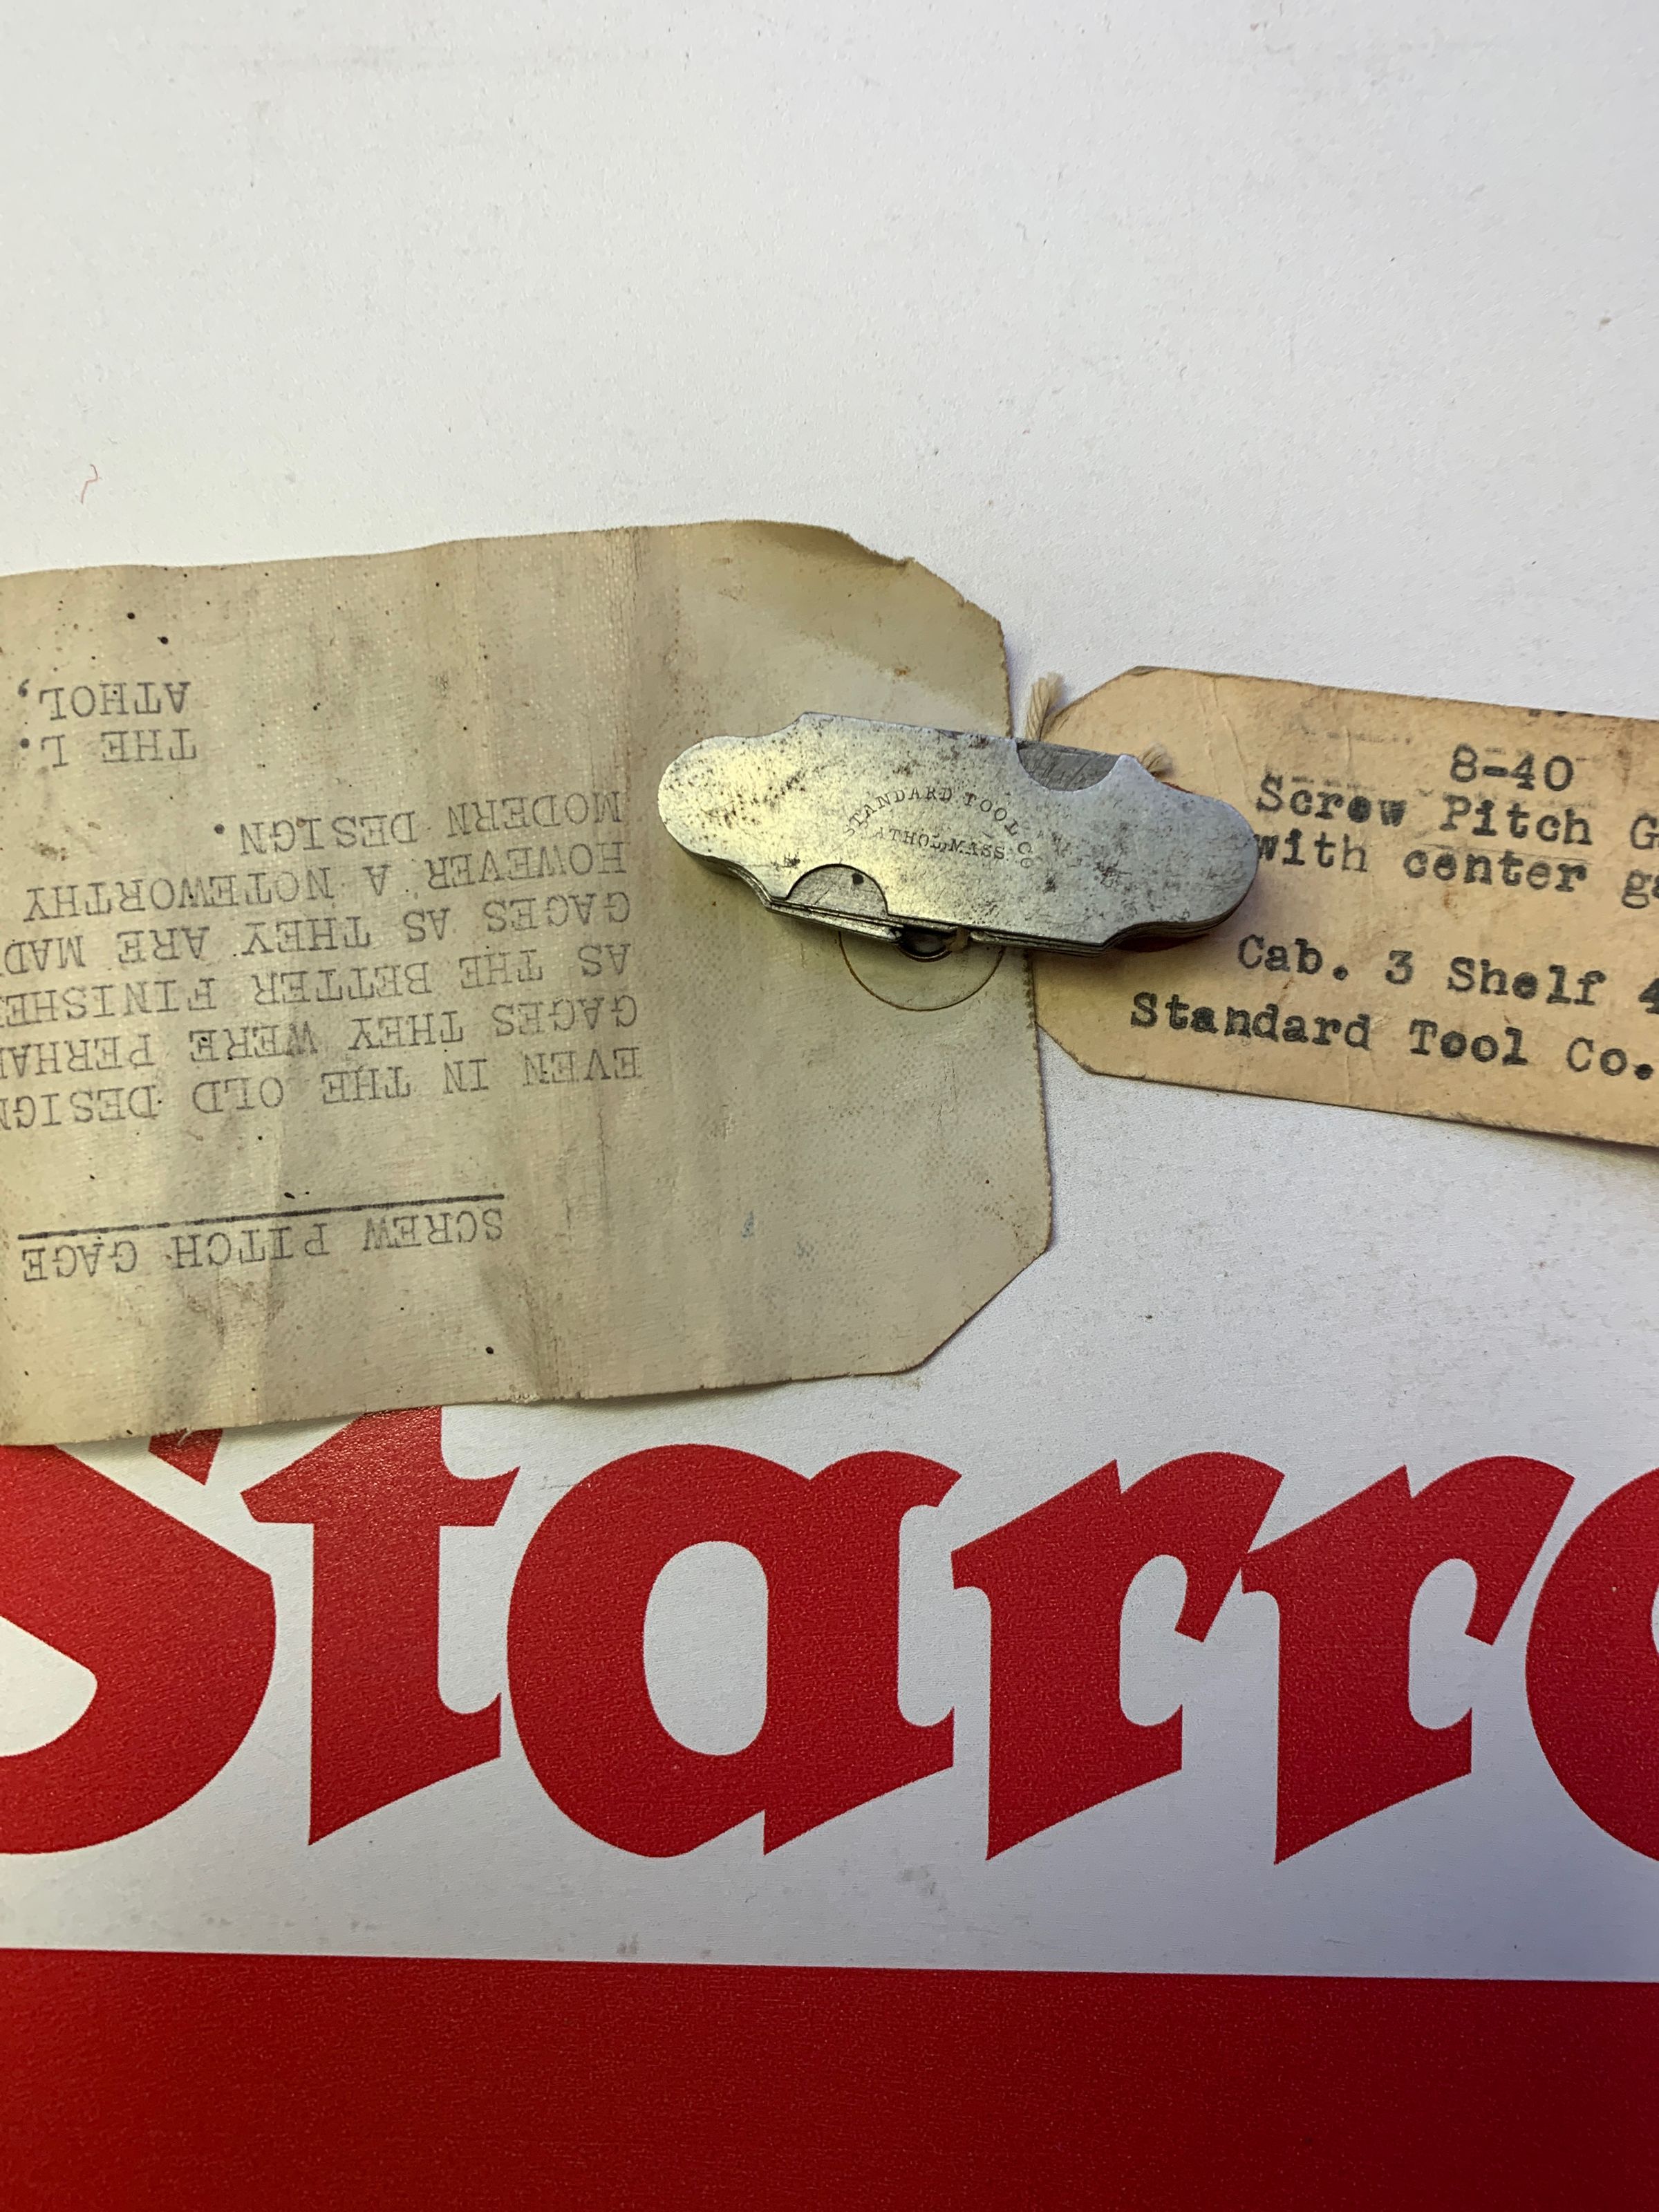 SCREW PITCH GAGE
EVEN IN THE OLD DESIGN
GAGES THEY WERE
AS THE BETTER
GAGES AS THEY ARE
HOWEVER A NOTEWORTHY
MODERN DESIGN.
THE L.
ATHOL,
STANDARD TOOL CO
ATHOL, MASS.
8-40
Screw Pitch
with center
Cab. 3 Shelf 4
Standard Tool Co.